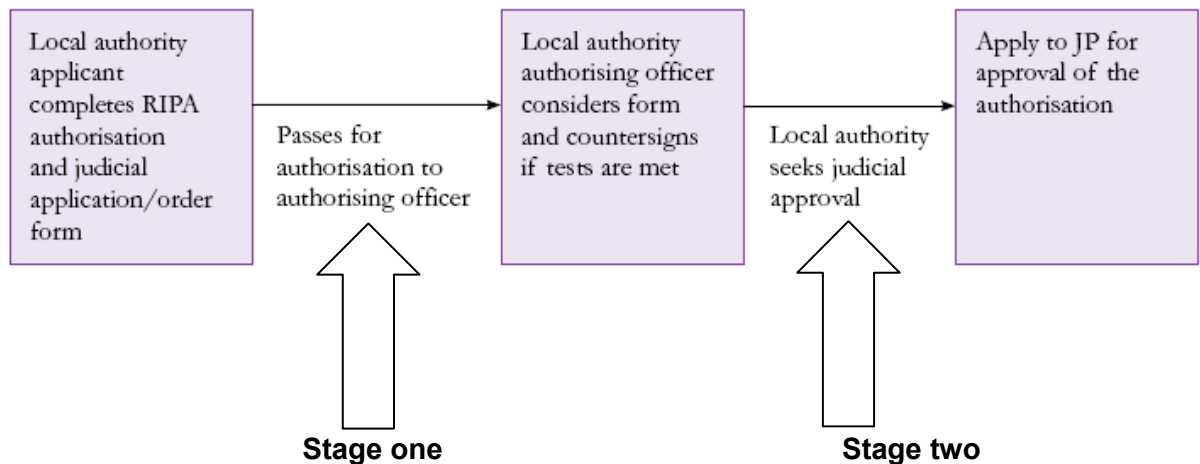 Local authority
applicant
completes RIPA
authorisation
and judicial
application/order
form
Passes for
authorisation to
authorising officer
Local authority
authorising officer
considers form
and countersigns
if tests are met
Local authority
seeks judicial
approval
Apply to JP for
approval of the
authorisation
Stage one
Stage two